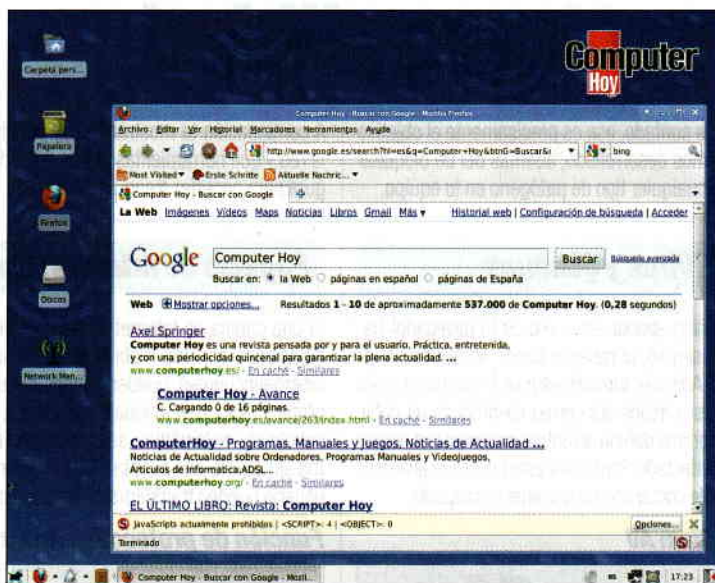 Computer
Hoy
Carpeta pers...
Papelera
Firefox
Discos
Network Man...
Computer Hoy - Buscar con Google - Mozilla Firefox
Archivo Editar Ver Historial Marcadores Herramientas Ayuda
http://www.google.es/search?hl=es&q=Computer+Hoy&btnG=Buscar&
bing
Most Visited Erste Schritte Aktuelle Nachric...
Computer Hoy - Buscar con Google
La Web Imágenes Vídeos Maps Noticias Libros Gmail Más Historial web | Configuración de búsqueda | Acceder
Google Computer Hoy Buscar Búsqueda avanzada
Buscar en: la Web páginas en español páginas de España
Web Mostrar opciones... Resultados 1 - 10 de aproximadamente 537.000 de Computer Hoy. (0,28 segundos)
Axel Springer
Computer Hoy es una revista pensada por y para el usuario. Práctica, entretenida,
y con una periodicidad quincenal para garantizar la plena actualidad. ...
www.computerhoy.es/ - En caché - Similares
Computer Hoy - Avance
C. Cargando 0 de 16 páginas.
www.computerhoy.es/avance/263/index.html - En caché - Similares
ComputerHoy - Programas, Manuales y Juegos, Noticias de Actualidad ...
Noticias de Actualidad sobre Ordenadores, Programas Manuales y Videojuegos,
Articulos de Informatica,ADSL...
www.computerhoy.org/ - En caché - Similares
EL ÚLTIMO LIBRO: Revista: Computer Hoy
JavaScripts actualmente prohibidos | <SCRIPT>: 4 | <OBJECT>: 0 Opciones... X
Terminado
Computer Hoy - Buscar con Google - Mozill... 17:23